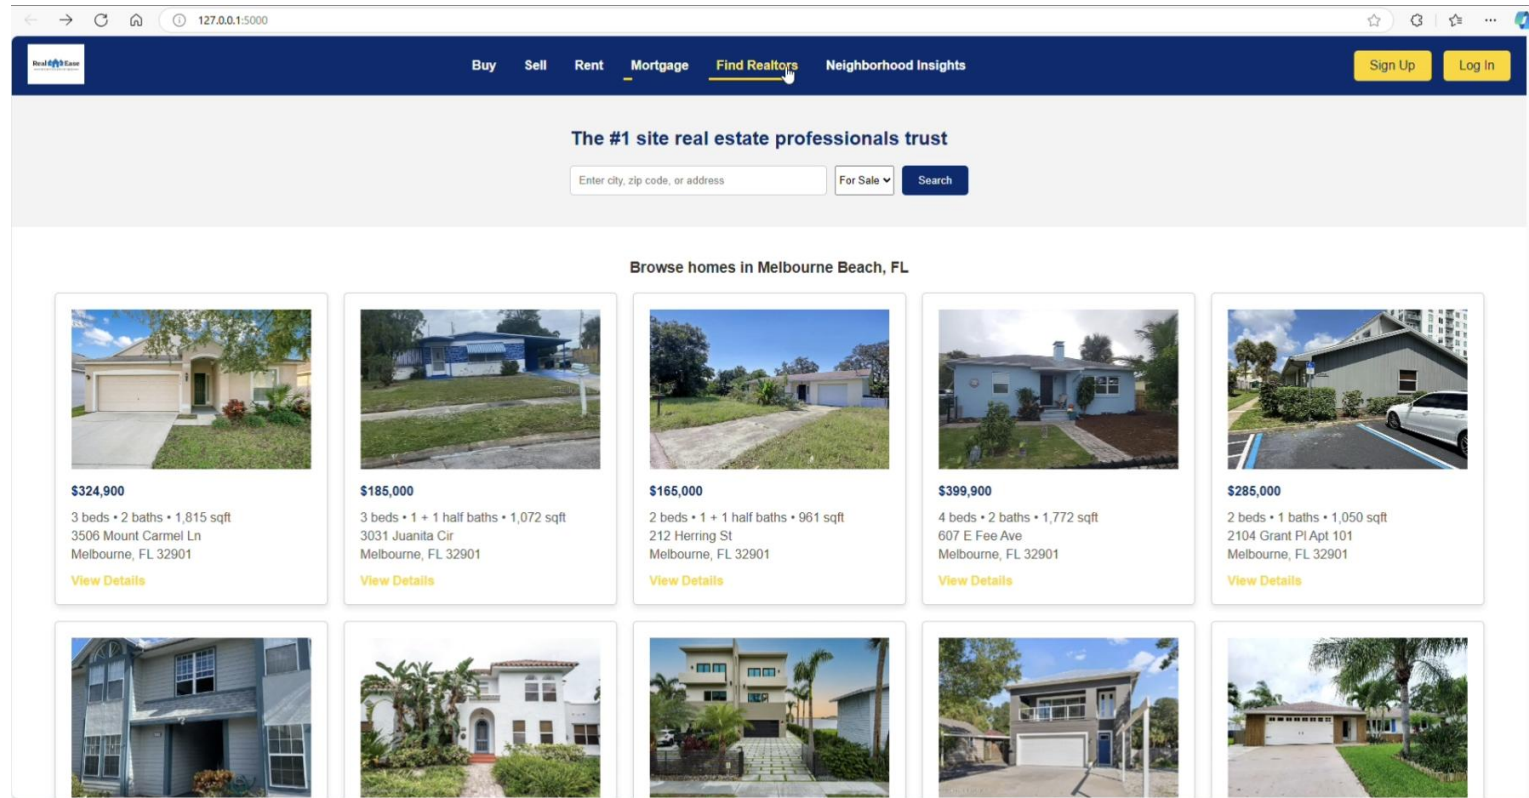 127.0.0.1:5000
Real Ease
Buy Sell Rent Mortgage Find Realtors Neighborhood Insights
Sign Up Log In
The #1 site real estate professionals trust
Enter city, zip code, or address For Sale Search
Browse homes in Melbourne Beach, FL
$324,900
3 beds • 2 baths • 1,815 sqft
3506 Mount Carmel Ln
Melbourne, FL 32901
View Details
$185,000
3 beds • 1 + 1 half baths • 1,072 sqft
3031 Juanita Cir
Melbourne, FL 32901
View Details
$165,000
2 beds • 1 + 1 half baths • 961 sqft
212 Herring St
Melbourne, FL 32901
View Details
$399,900
4 beds • 2 baths • 1,772 sqft
607 E Fee Ave
Melbourne, FL 32901
View Details
$285,000
2 beds • 1 baths • 1,050 sqft
2104 Grant Pl Apt 101
Melbourne, FL 32901
View Details